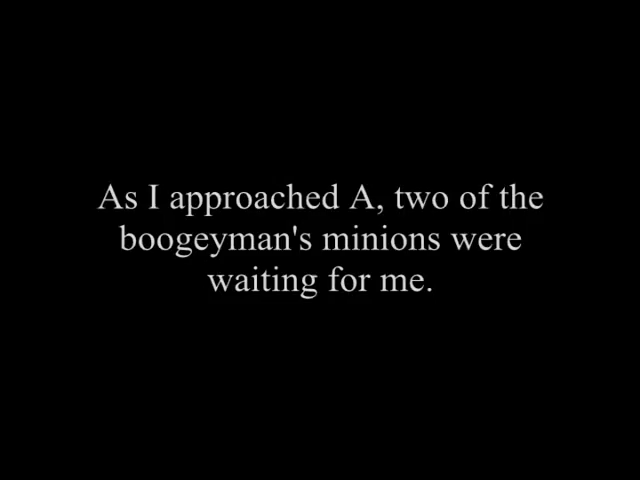 As I approached A, two of the
boogeyman's minions were
waiting for me.